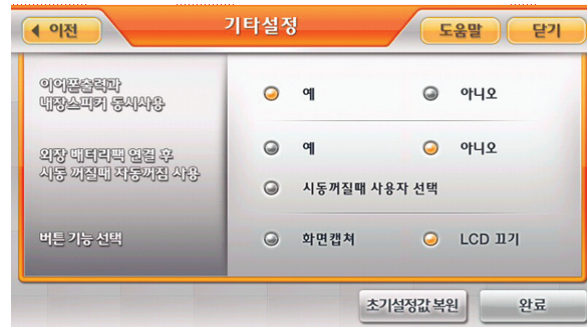 이전
기타설정
도움말
닫기
이어폰출력과
내장스피커 동시사용
예
아니오
외장 배터리팩 연결 후
시동 꺼질때 자동꺼짐 사용
예
아니오
시동꺼질때 사용자 선택
버튼 기능 선택
화면캡쳐
LCD 끄기
초기설정값 복원
완료